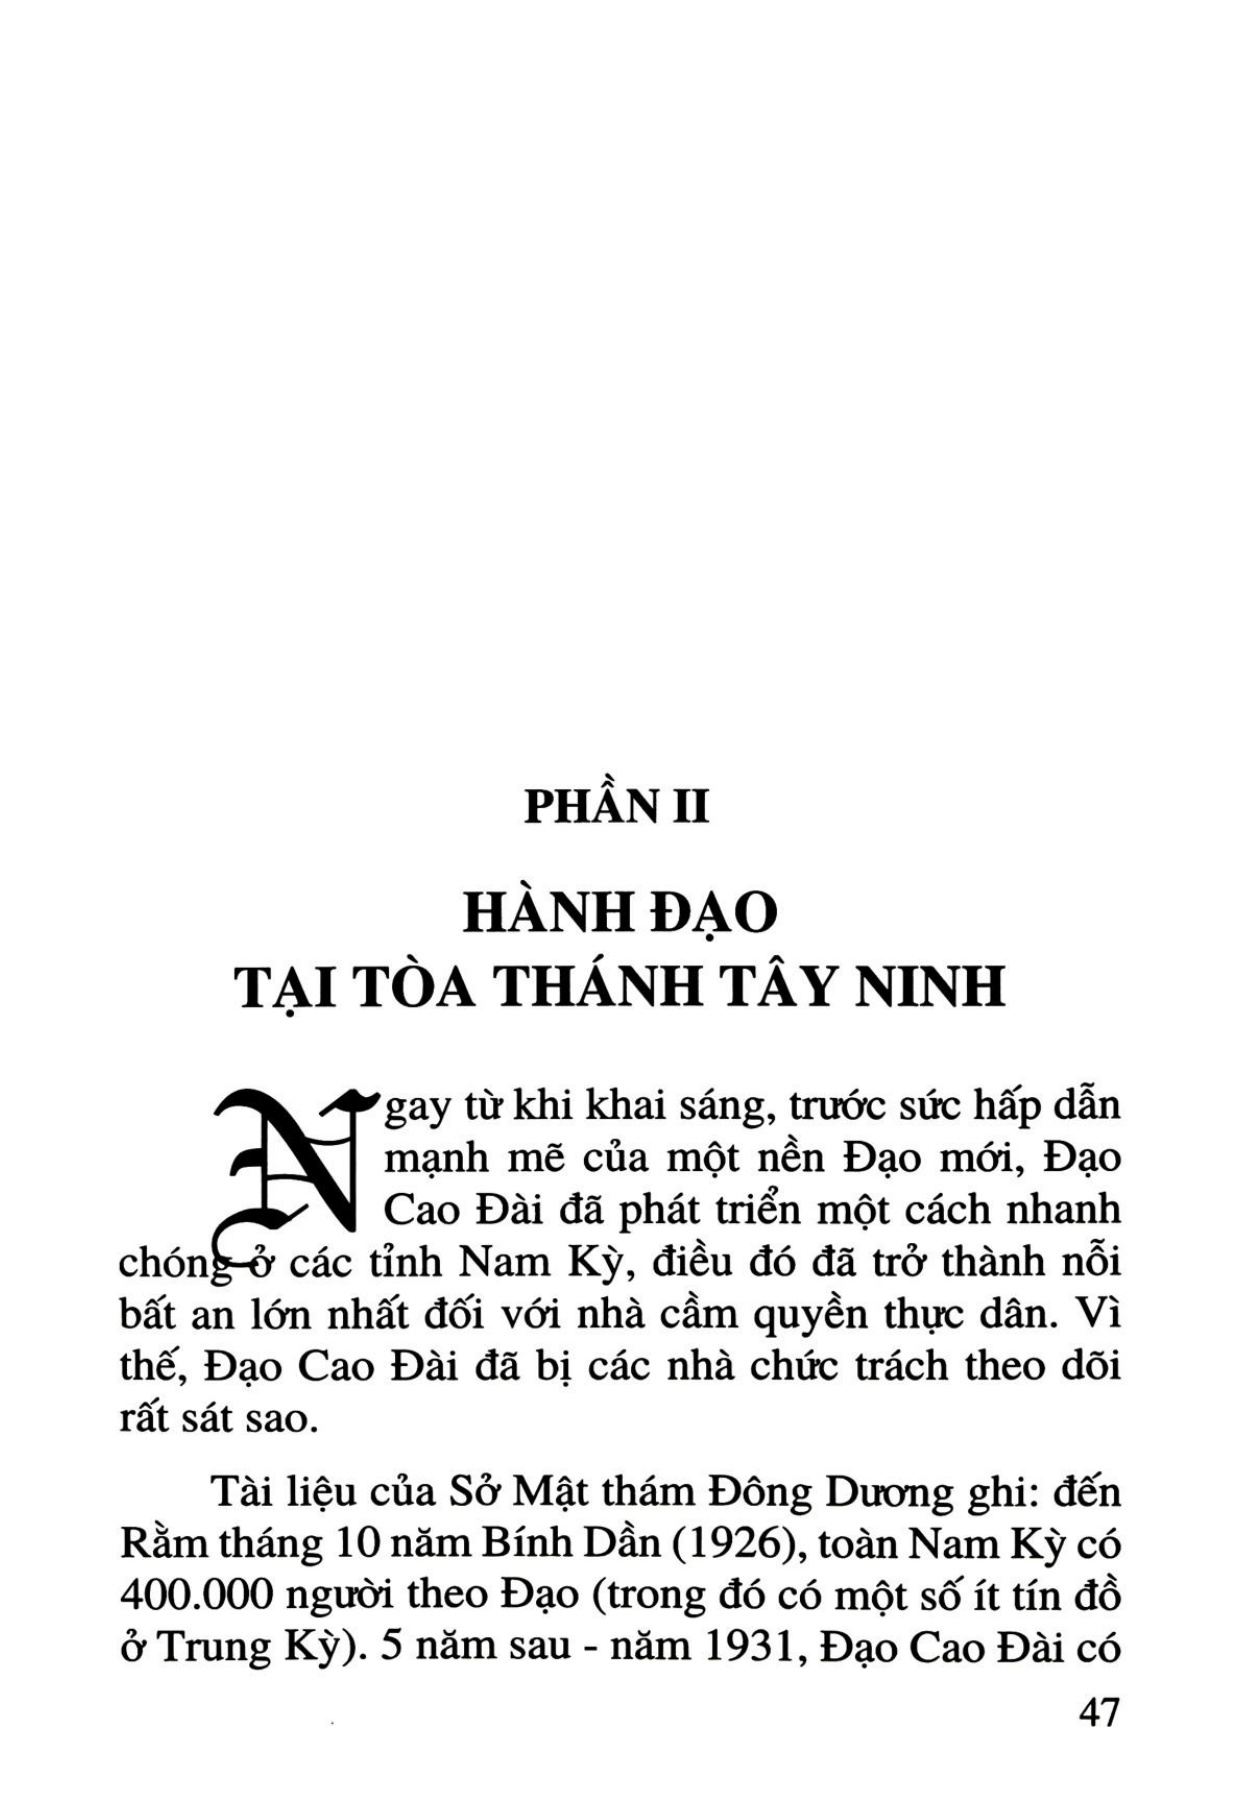 PHẦN II
HÀNH ĐẠO
TẠI TÒA THÁNH TÂY NINH
Ngay từ khi khai sáng, trước sức hấp dẫn
mạnh mẽ của một nền Đạo mới, Đạo
Cao Đài đã phát triển một cách nhanh
chóng ở các tỉnh Nam Kỳ, điều đó đã trở thành nỗi
bất an lớn nhất đối với nhà cầm quyền thực dân. Vì
thế, Đạo Cao Đài đã bị các nhà chức trách theo dõi
rất sát sao.
Tài liệu của Sở Mật thám Đông Dương ghi: đến
Rằm tháng 10 năm Bính Dần (1926), toàn Nam Kỳ có
400.000 người theo Đạo (trong đó có một số ít tín đồ
ở Trung Kỳ). 5 năm sau - năm 1931, Đạo Cao Đài có
47